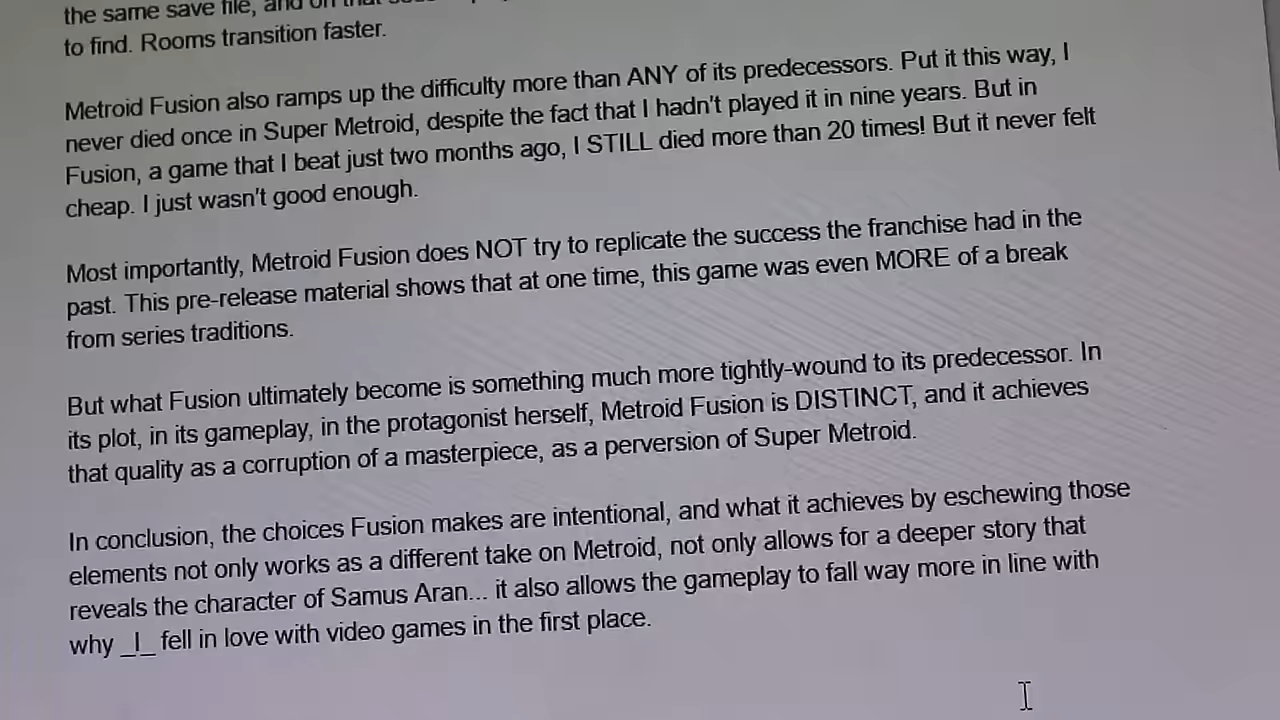 the same save file, and on that
to find. Rooms transition faster.
Metroid Fusion also ramps up the difficulty more than ANY of its predecessors. Put it this way, I
never died once in Super Metroid, despite the fact that I hadn't played it in nine years. But in
Fusion, a game that I beat just two months ago, I STILL died more than 20 times! But it never felt
cheap. I just wasn't good enough.
Most importantly, Metroid Fusion does NOT try to replicate the success the franchise had in the
past. This pre-release material shows that at one time, this game was even MORE of a break
from series traditions.
But what Fusion ultimately become is something much more tightly-wound to its predecessor. In
its plot, in its gameplay, in the protagonist herself, Metroid Fusion is DISTINCT, and it achieves
that quality as a corruption of a masterpiece, as a perversion of Super Metroid.
In conclusion, the choices Fusion makes are intentional, and what it achieves by eschewing those
elements not only works as a different take on Metroid, not only allows for a deeper story that
reveals the character of Samus Aran... it also allows the gameplay to fall way more in line with
why _I_ fell in love with video games in the first place.